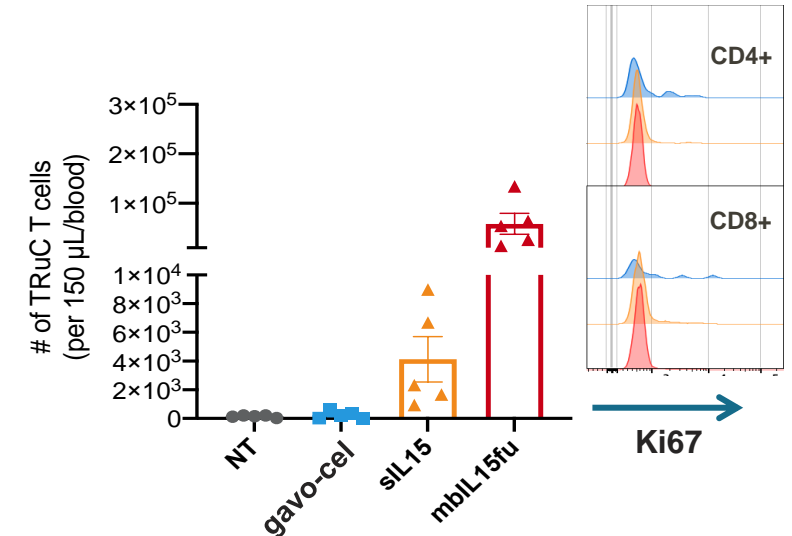 # of TRuC T cells
(per 150 µL/blood)
3×10⁵
2×10⁵
1×10⁵
1×10⁴
8×10³
6×10³
4×10³
2×10³
0
NT
gavo-cel
sIL15
mbIL15fu
CD4+
CD8+
Ki67